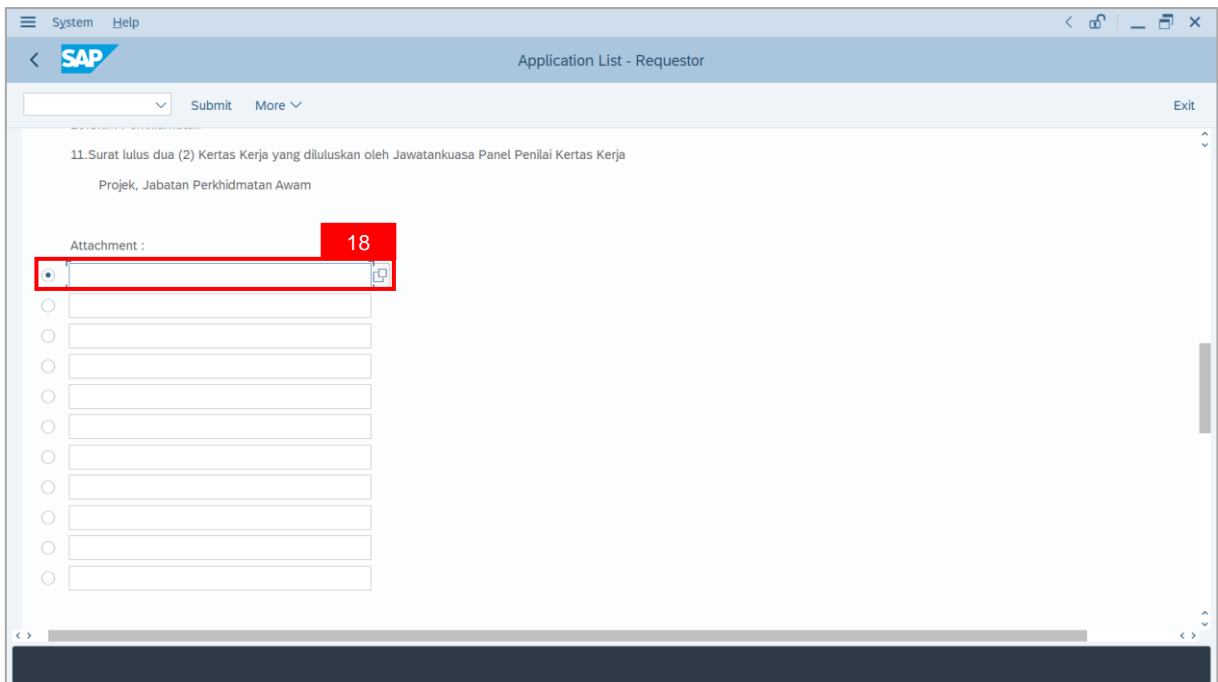 System Help
SAP
Application List - Requestor
Submit More Exit
11.Surat lulus dua (2) Kertas Kerja yang diluluskan oleh Jawatankuasa Panel Penilai Kertas Kerja
Projek, Jabatan Perkhidmatan Awam
18
Attachment :